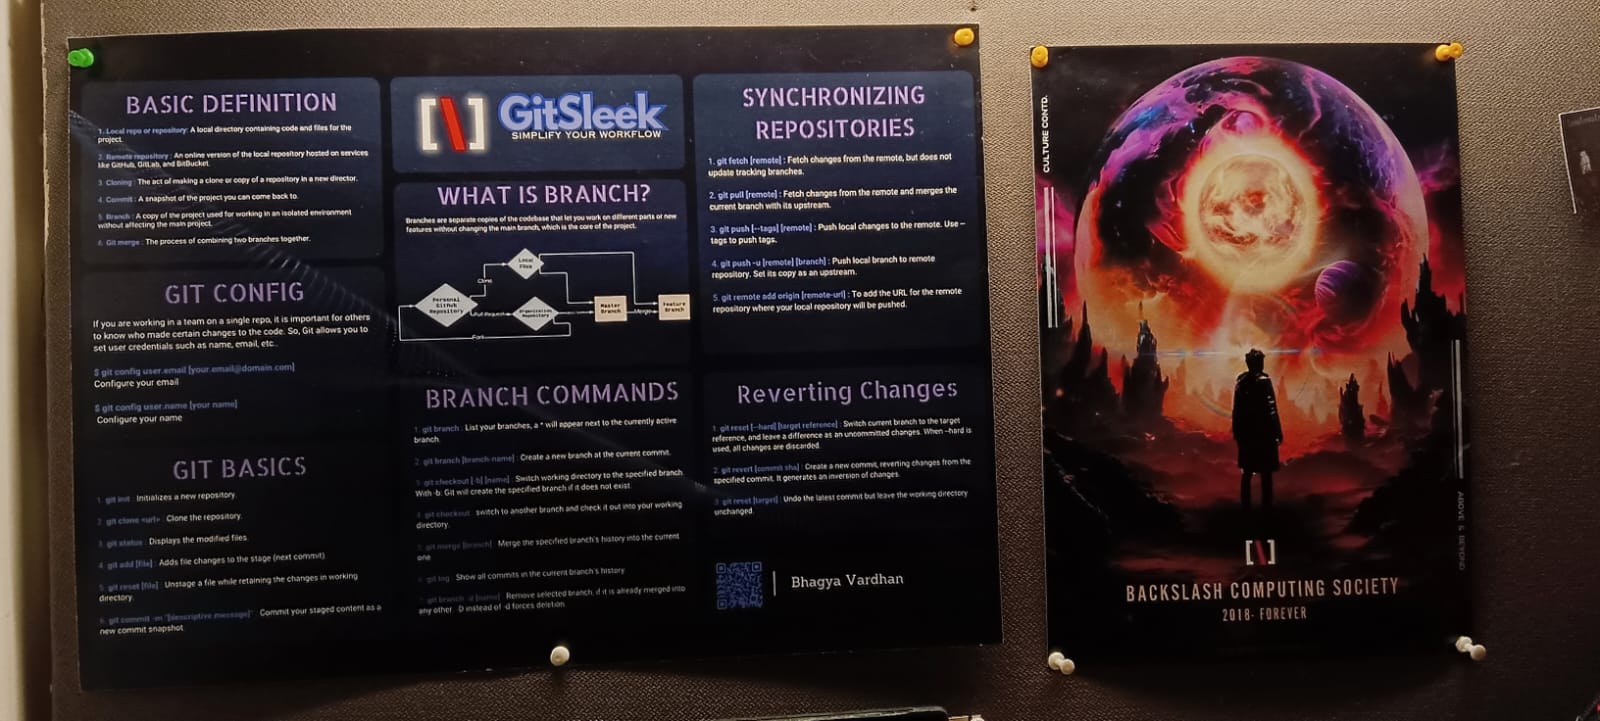 BASIC DEFINITION
1. Local repo or repository: A local directory containing code and files for the
project.
2. Remote repository : An online version of the local repository hosted on services
like GitHub, GitLab, and BitBucket.
3. Cloning : The act of making a clone or copy of a repository in a new director.
4. Commit : A snapshot of the project you can come back to.
5. Branch : A copy of the project used for working in an isolated environment
without affecting the main project.
6. Git merge : The process of combining two branches together.
GIT CONFIG
If you are working in a team on a single repo, it is important for others
to know who made certain changes to the code. So, Git allows you to
set user credentials such as name, email, etc..
$ git config user.email [your.email@domain.com]
Configure your email
$ git config user.name [your name]
Configure your name
GIT BASICS
1. git init : Initializes a new repository.
2. git clone <url> : Clone the repository.
3. git status : Displays the modified files.
4. git add [file] : Adds file changes to the stage (next commit)
5. git reset [file] : Unstage a file while retaining the changes in working
directory.
6. git commit -m "[descriptive message]" : Commit your staged content as a
new commit snapshot
[\] GitSleek
SIMPLIFY YOUR WORKFLOW
WHAT IS BRANCH?
Branches are separate copies of the codebase that let you work on different parts or new
features without changing the main branch, which is the core of the project.
Local
Files
Clone
Personal
GitHub
Repository
Pull Request
Organization
Repository
Master
Branch
Merge
Feature
Branch
Fork
BRANCH COMMANDS
1. git branch : List your branches, a * will appear next to the currently active
branch.
2. git branch [branch-name] : Create a new branch at the current commit.
3. git checkout [-b] [name] : Switch working directory to the specified branch.
With -b: Git will create the specified branch if it does not exist.
4. git checkout : switch to another branch and check it out into your working
directory.
5. git merge [branch] : Merge the specified branch's history into the current
one.
6. git log : Show all commits in the current branch's history
7. git branch -d [name] : Remove selected branch, if it is already merged into
any other. -D instead of -d forces deletion.
SYNCHRONIZING
REPOSITORIES
1. git fetch [remote] : Fetch changes from the remote, but does not
update tracking branches.
2. git pull [remote] : Fetch changes from the remote and merges the
current branch with its upstream.
3. git push [--tags] [remote] : Push local changes to the remote. Use --
tags to push tags.
4. git push -u [remote] [branch] : Push local branch to remote
repository. Set its copy as an upstream.
5. git remote add origin [remote-url] : To add the URL for the remote
repository where your local repository will be pushed.
Reverting Changes
1. git reset [--hard] [target reference] : Switch current branch to the target
reference, and leave a difference as an uncommitted changes. When --hard is
used, all changes are discarded.
2. git revert [commit sha] : Create a new commit, reverting changes from the
specified commit. It generates an inversion of changes.
3. git reset [target] : Undo the latest commit but leave the working directory
unchanged.
Bhagya Vardhan
CULTURE CONTD.
ABOVE & BEYOND
[\]
BACKSLASH COMPUTING SOCIETY
2018- FOREVER